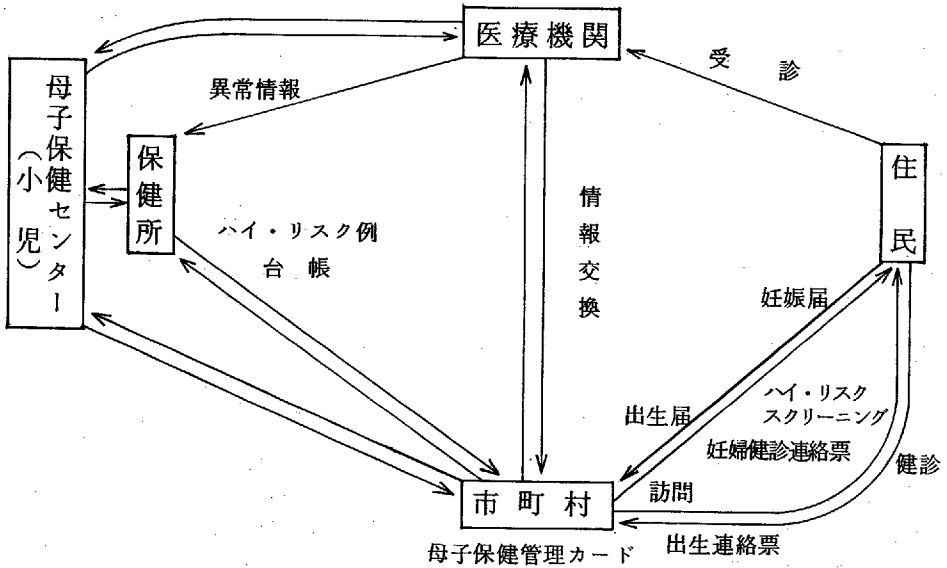 医療機関
受診
異常情報
母子保健センター
（小児）
保健所
住民
情報交換
ハイ・リスク例
台帳
妊娠届
ハイ・リスク
スクリーニング
出生届
妊婦健診連絡票
健診
訪問
市町村
出生連絡票
母子保健管理カード